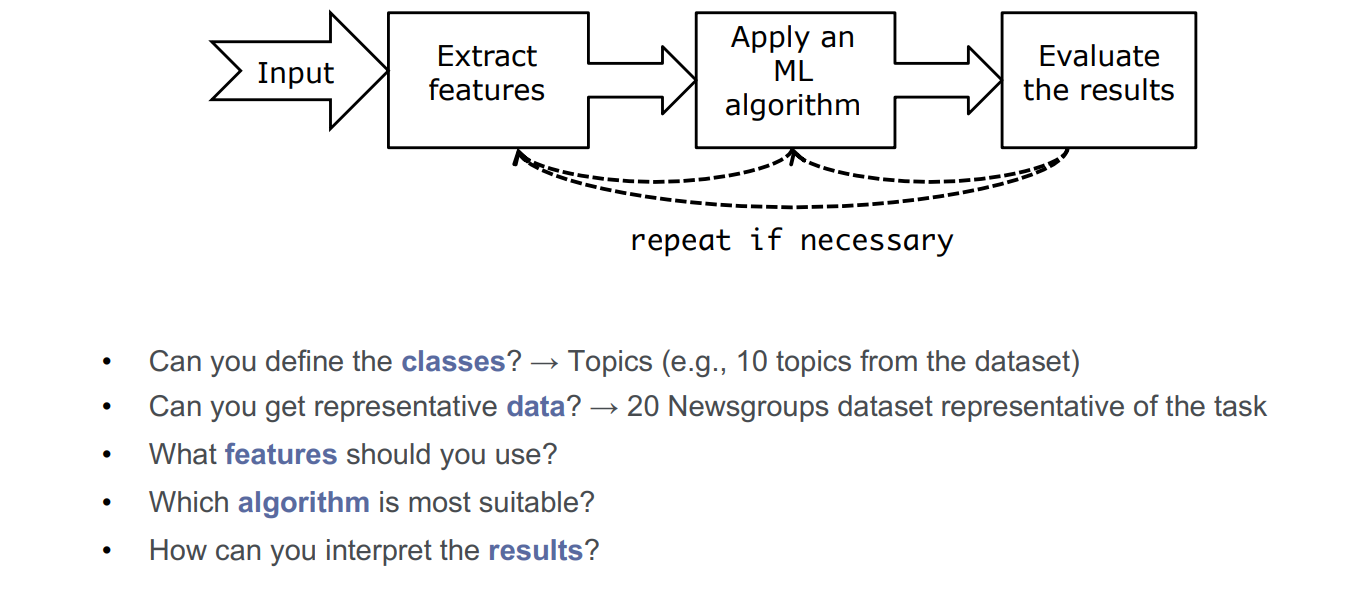 Input
Extract
features
Apply an
ML
algorithm
Evaluate
the results
repeat if necessary
• Can you define the classes? → Topics (e.g., 10 topics from the dataset)
• Can you get representative data? → 20 Newsgroups dataset representative of the task
• What features should you use?
• Which algorithm is most suitable?
• How can you interpret the results?